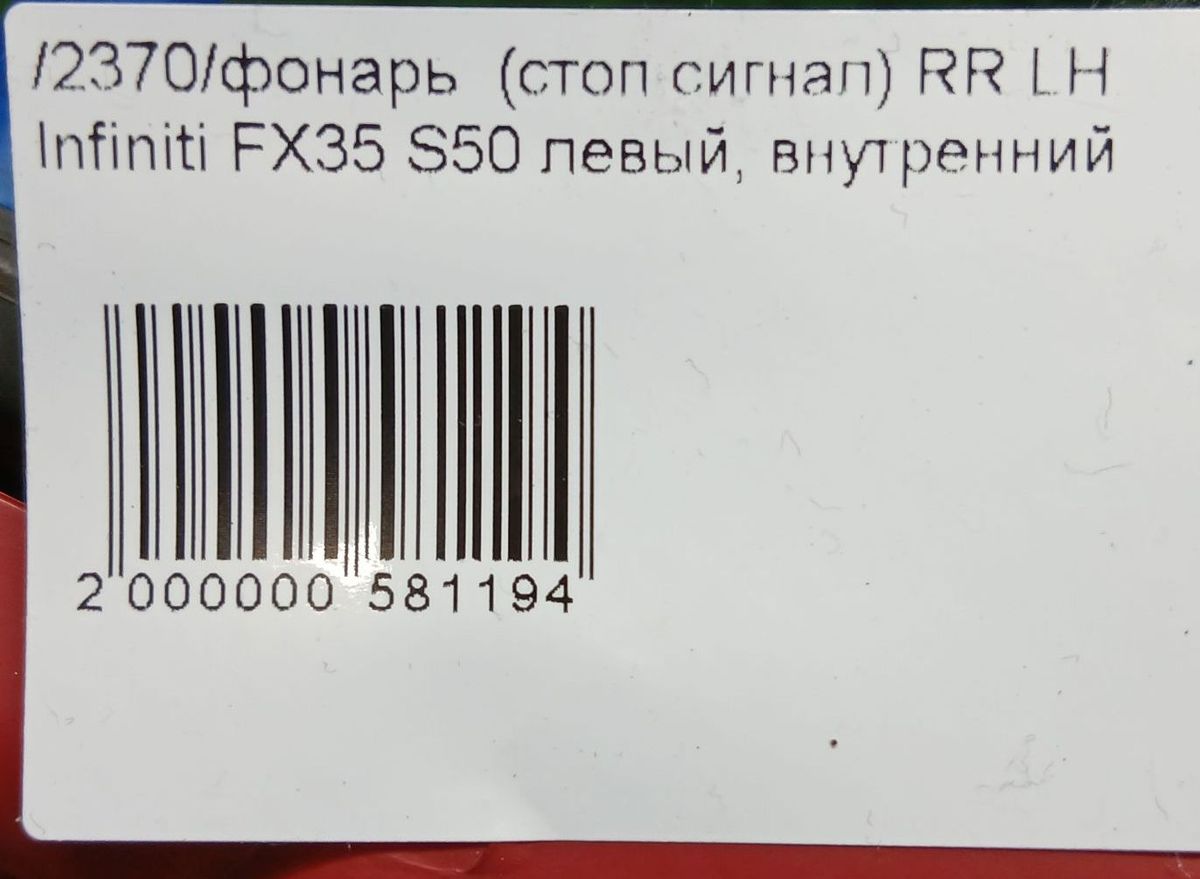 /2370/фонарь (стоп сигнал) RR LH
Infiniti FX35 S50 левый, внутренний
2 000000 581194